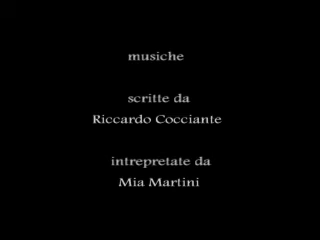 musiche
scritte da
Riccardo Cocciante
intrepretate da
Mia Martini